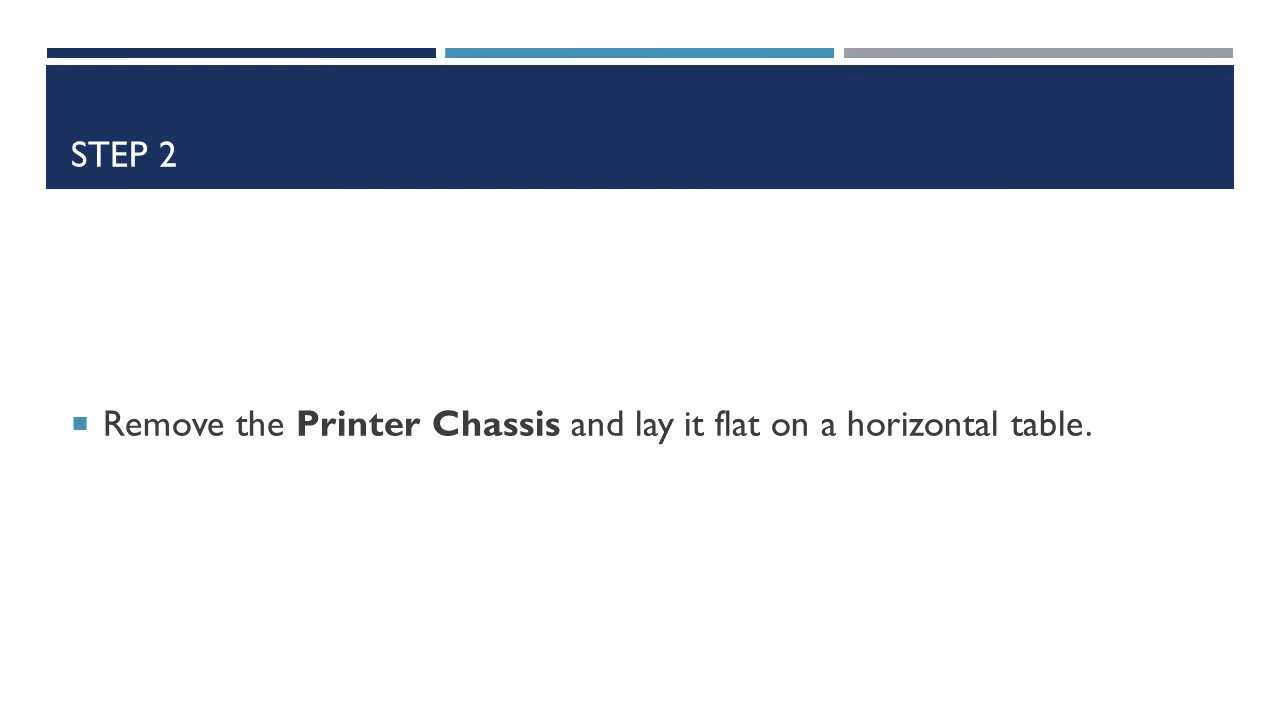 STEP 2
Remove the Printer Chassis and lay it flat on a horizontal table.